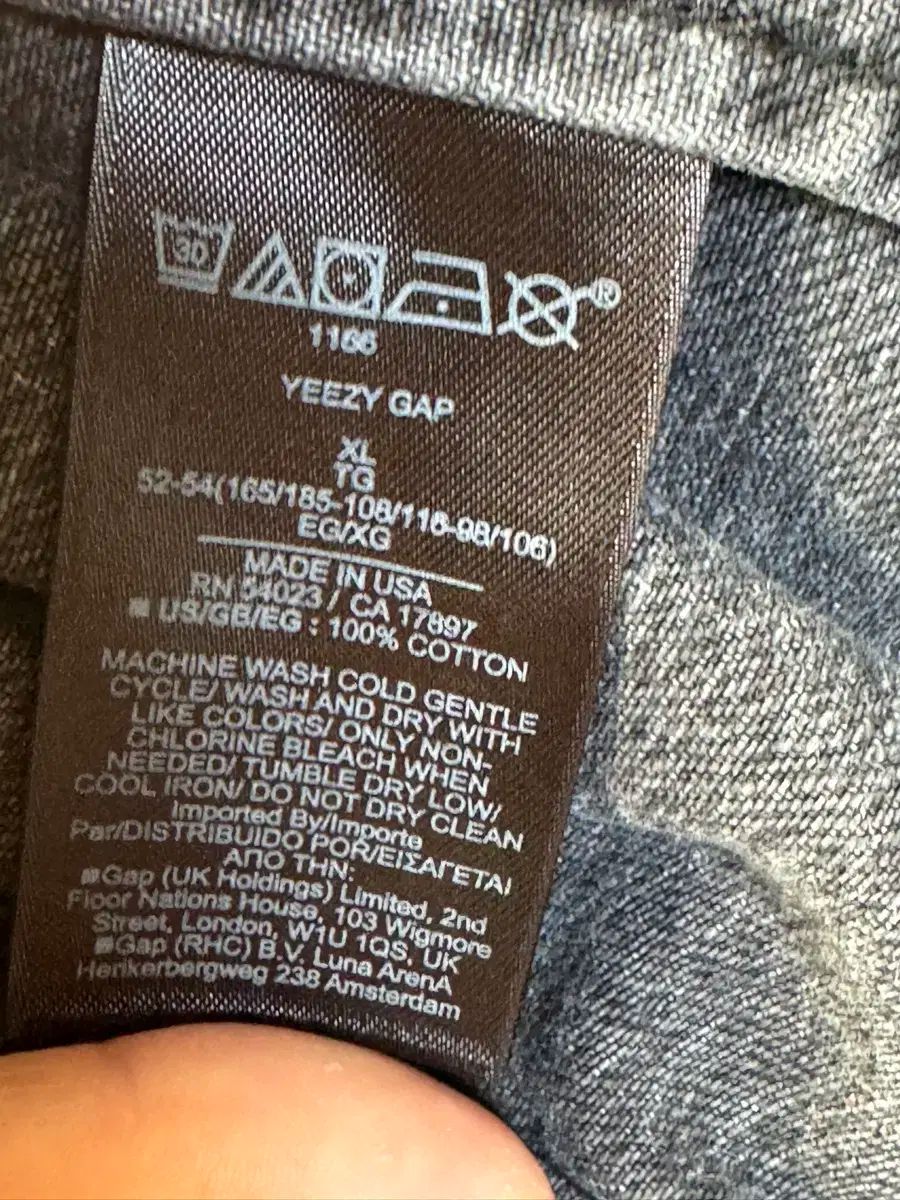 30
®
1166
YEEZY GAP
XL
TG
52-54(165/185-108/116-98/106)
EG/XG
MADE IN USA
RN 54023 / CA 17897
US/GB/EG : 100% COTTON
MACHINE WASH COLD GENTLE
CYCLE/ WASH AND DRY WITH
LIKE COLORS/ ONLY NON-
CHLORINE BLEACH WHEN
NEEDED/ TUMBLE DRY LOW/
COOL IRON/ DO NOT DRY CLEAN
Imported By/Importe
Par/DISTRIBUIDO POR/ΕΙΣΑΓΕΤΑΙ
ΑΠΟ ΤΗΝ:
Gap (UK Holdings) Limited, 2nd
Floor Nations House, 103 Wigmore
Street, London, W1U 1QS, UK
Gap (RHC) B.V. Luna ArenA
Herikerbergweg 238 Amsterdam